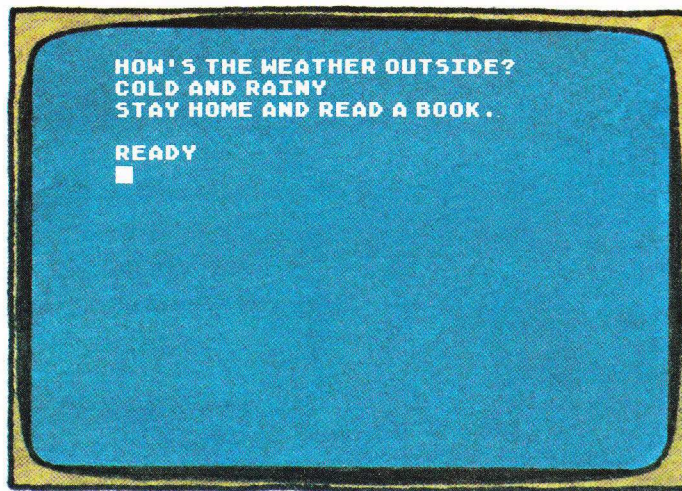 HOW'S THE WEATHER OUTSIDE?
COLD AND RAINY
STAY HOME AND READ A BOOK.
READY